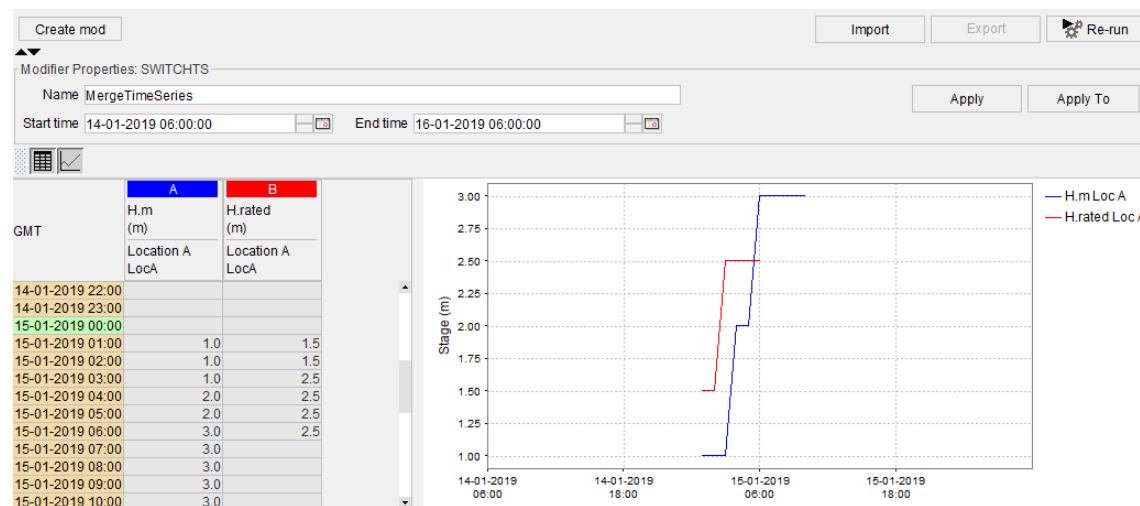 Create mod Import Export Re-run
Modifier Properties: SWITCHTS
Name MergeTimeSeries Apply Apply To
Start time 14-01-2019 06:00:00 End time 16-01-2019 06:00:00
A B
GMT
H.m H.rated
(m) (m)
Location A Location A
LocA LocA
14-01-2019 22:00
14-01-2019 23:00
15-01-2019 00:00
15-01-2019 01:00 1.0 1.5
15-01-2019 02:00 1.0 1.5
15-01-2019 03:00 1.0 2.5
15-01-2019 04:00 2.0 2.5
15-01-2019 05:00 2.0 2.5
15-01-2019 06:00 3.0 2.5
15-01-2019 07:00 3.0
15-01-2019 08:00 3.0
15-01-2019 09:00 3.0
15-01-2019 10:00 3.0
Stage (m)
3.00
2.75
2.50
2.25
2.00
1.75
1.50
1.25
1.00
14-01-2019 14-01-2019 15-01-2019 15-01-2019
06:00 18:00 06:00 18:00
H.m Loc A
H.rated Loc A